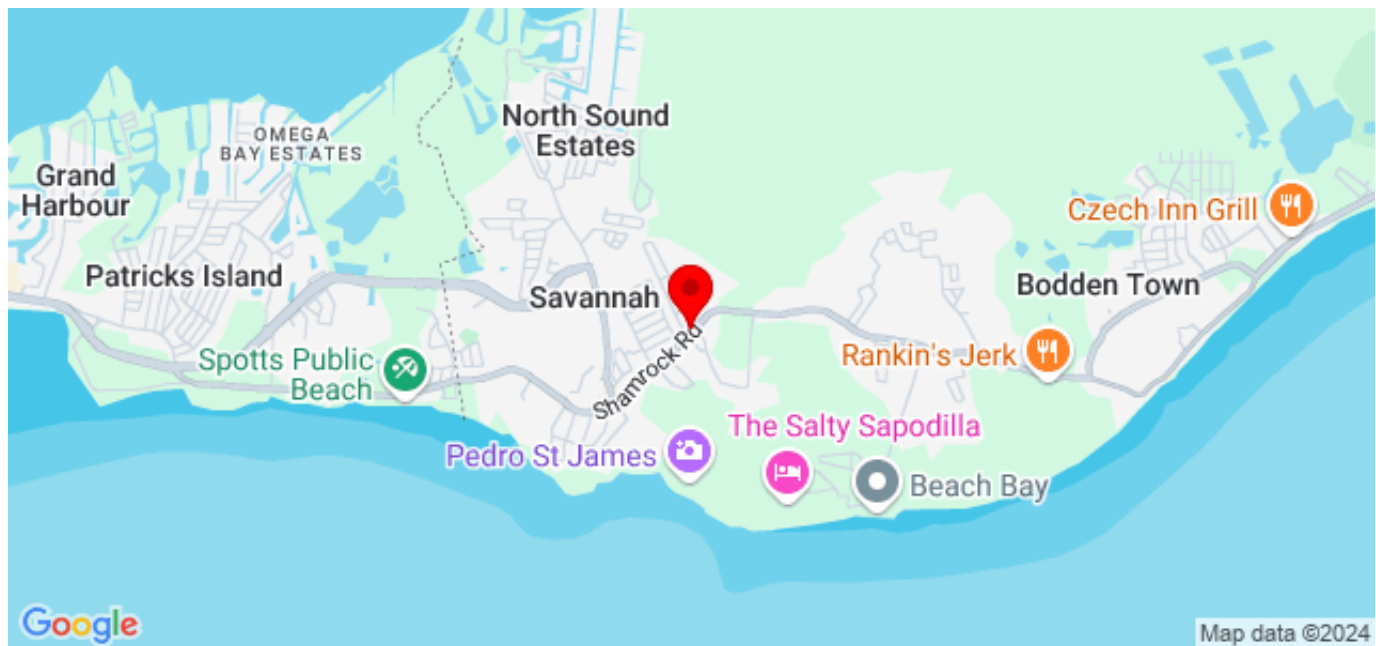 North Sound
Estates
OMEGA
BAY ESTATES
Grand
Harbour
Czech Inn Grill
Patricks Island
Savannah
Bodden Town
Shamrock Rd
Spotts Public
Beach
Rankin's Jerk
The Salty Sapodilla
Pedro St James
Beach Bay
Google
Map data ©2024